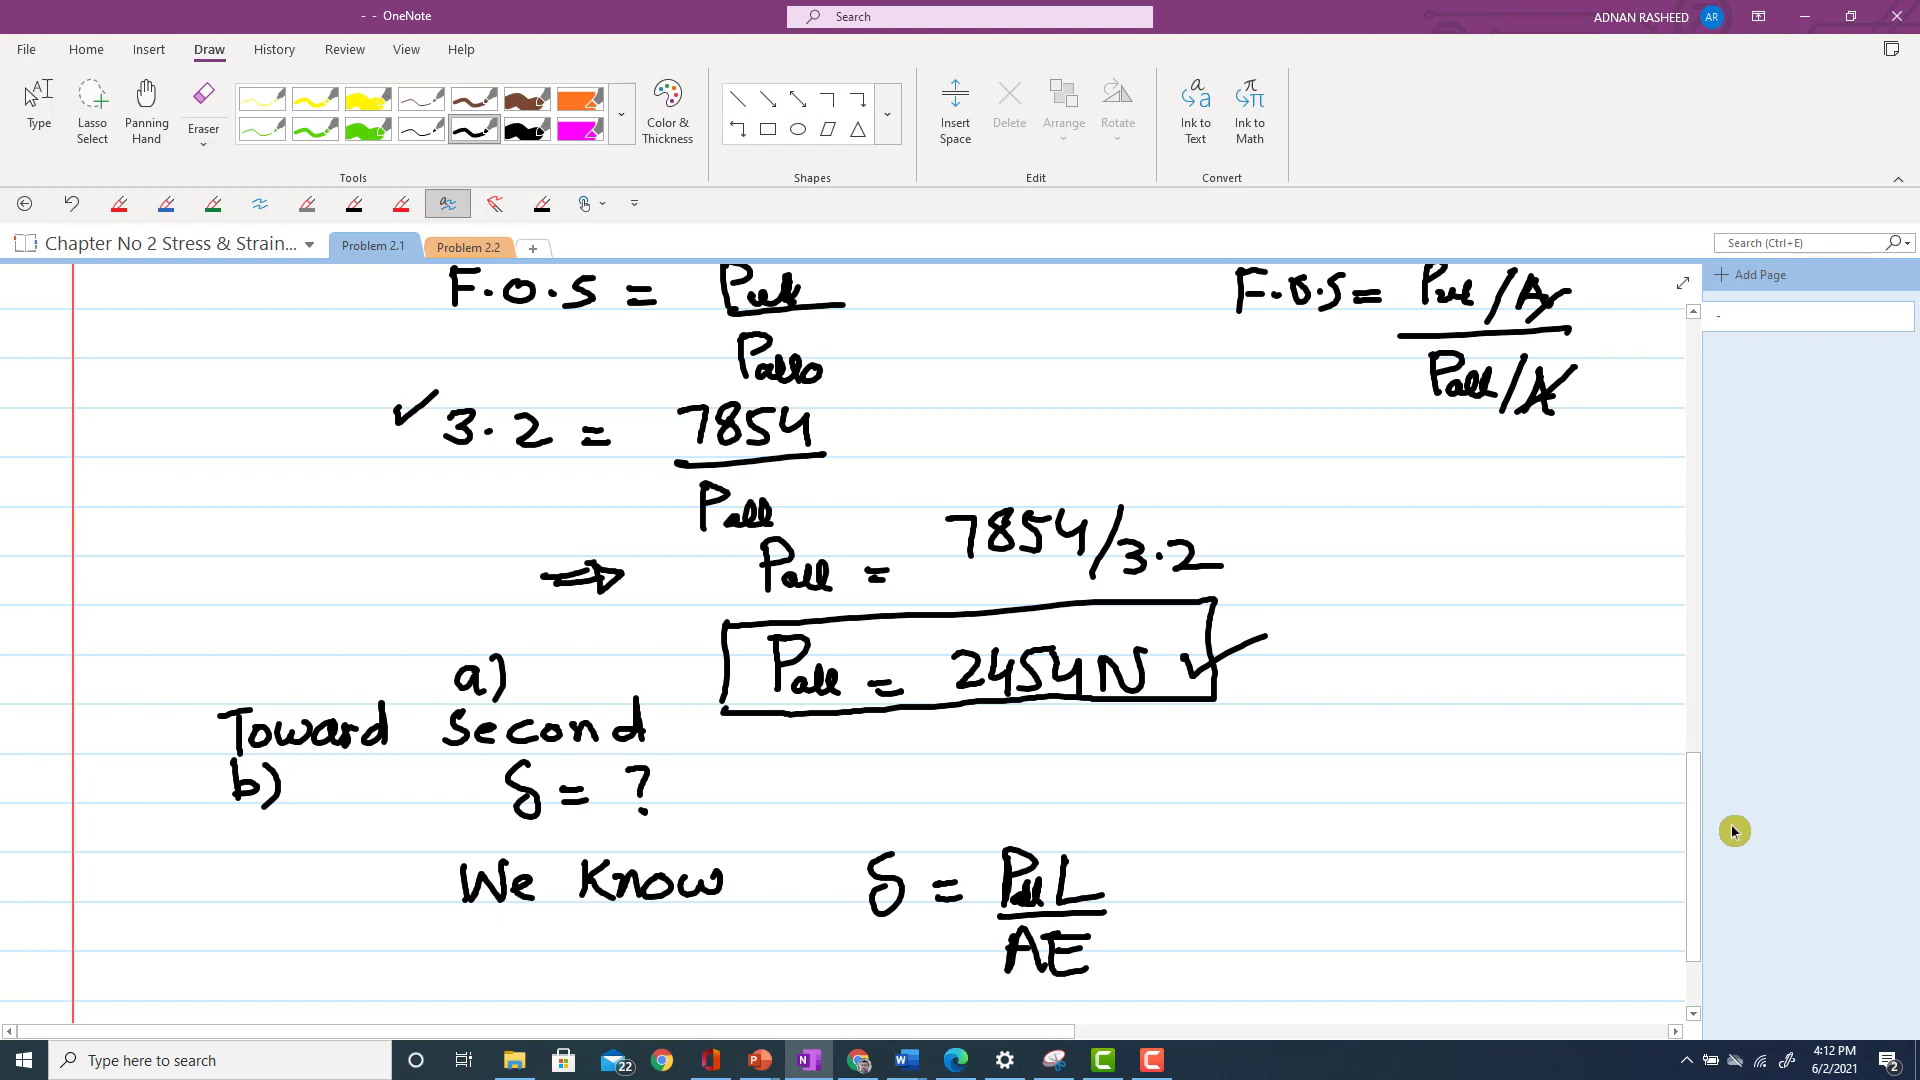 - - OneNote
Search
ADNAN RASHEED AR
File Home Insert Draw History Review View Help
Type
Lasso Select
Panning Hand
Eraser
Color & Thickness
Insert Space
Delete
Arrange
Rotate
Ink to Text
Ink to Math
Tools
Shapes
Edit
Convert
Chapter No 2 Stress & Strain...
Problem 2.1
Problem 2.2
Search (Ctrl+E)
Add Page
-
F.O.S =
F.O.S = /A
Pall/A
3.2 = 7854
Pall
Pall = 7854/3.2
Pall = 2454N
a)
Toward second
b) δ = ?
We Know δ = Pall L
AE
Type here to search
22
4:12 PM
6/2/2021
2